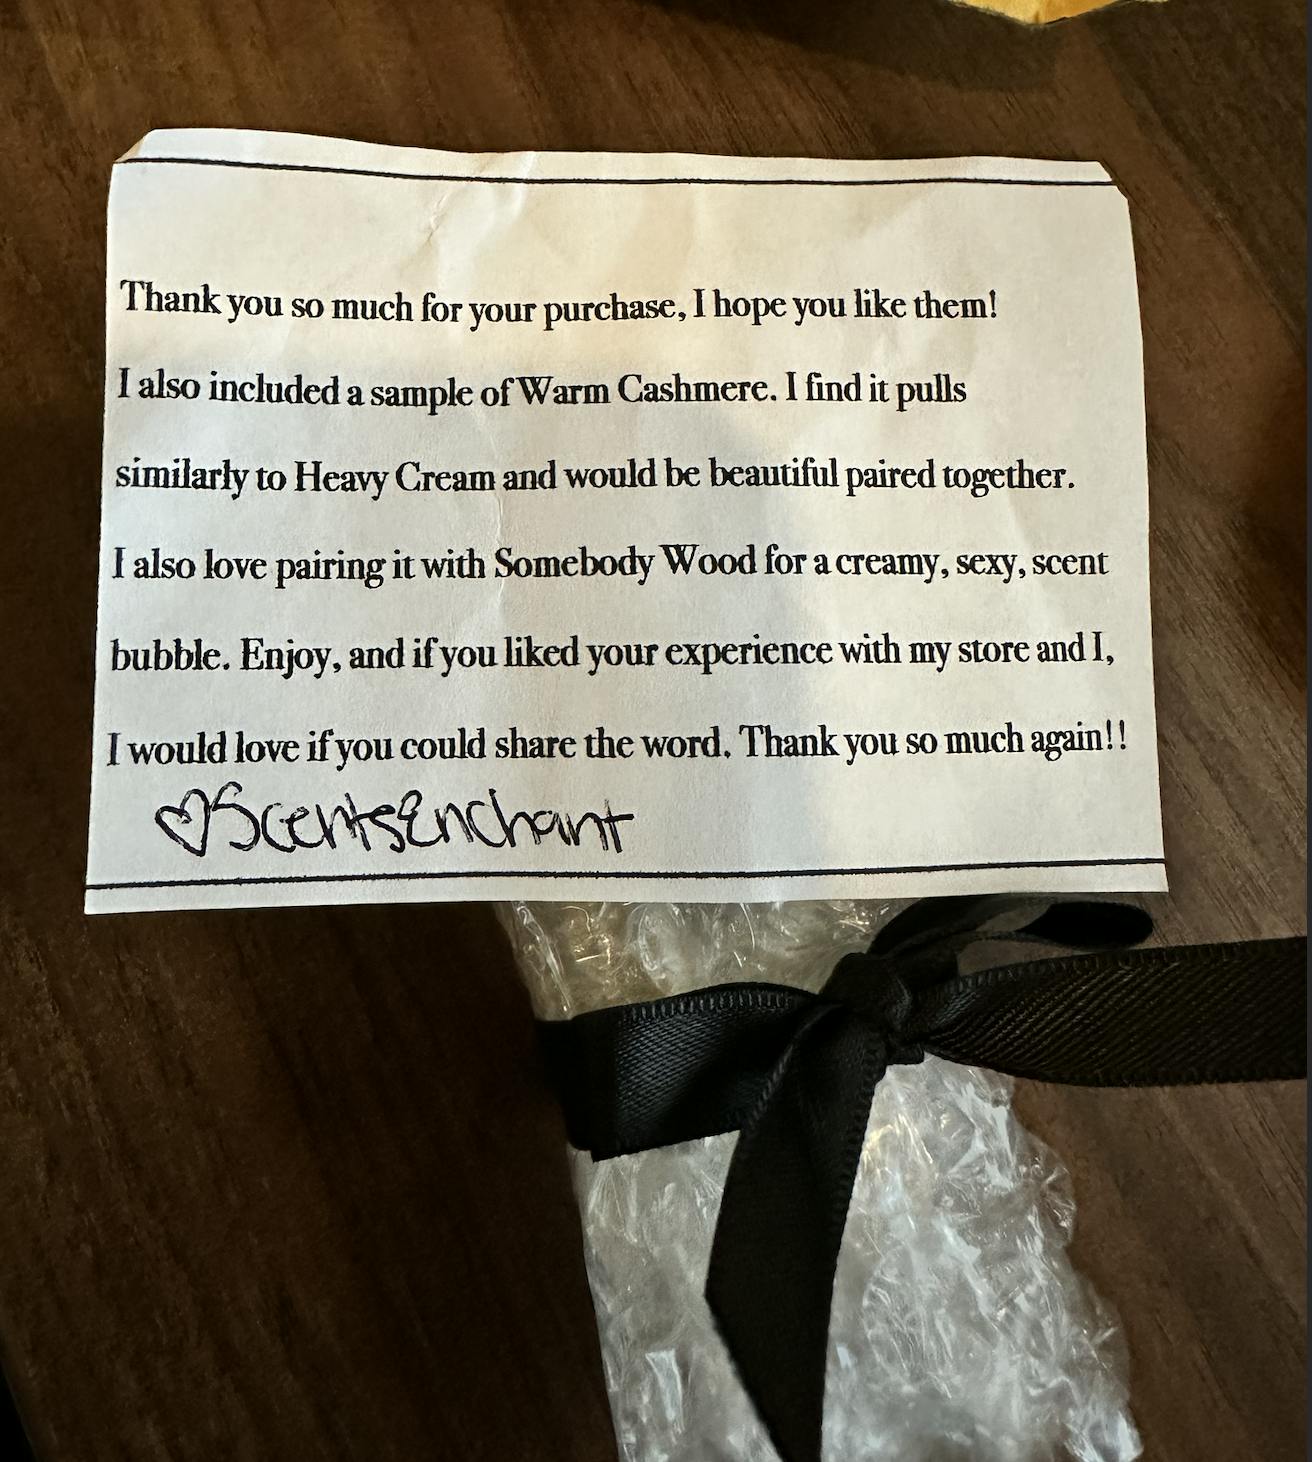 Thank you so much for your purchase, I hope you like them!
I also included a sample of Warm Cashmere. I find it pulls
similarly to Heavy Cream and would be beautiful paired together.
I also love pairing it with Somebody Wood for a creamy, sexy, scent
bubble. Enjoy, and if you liked your experience with my store and I,
I would love if you could share the word. Thank you so much again!!
♡ScentsEnchant